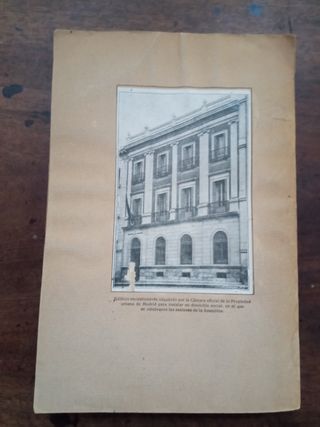 Edificio recientemente adquirido por la Cámara oficial de la Propiedad
urbana de Madrid para instalar su domicilio social, en el que
se celebraron las sesiones de la Asamblea.